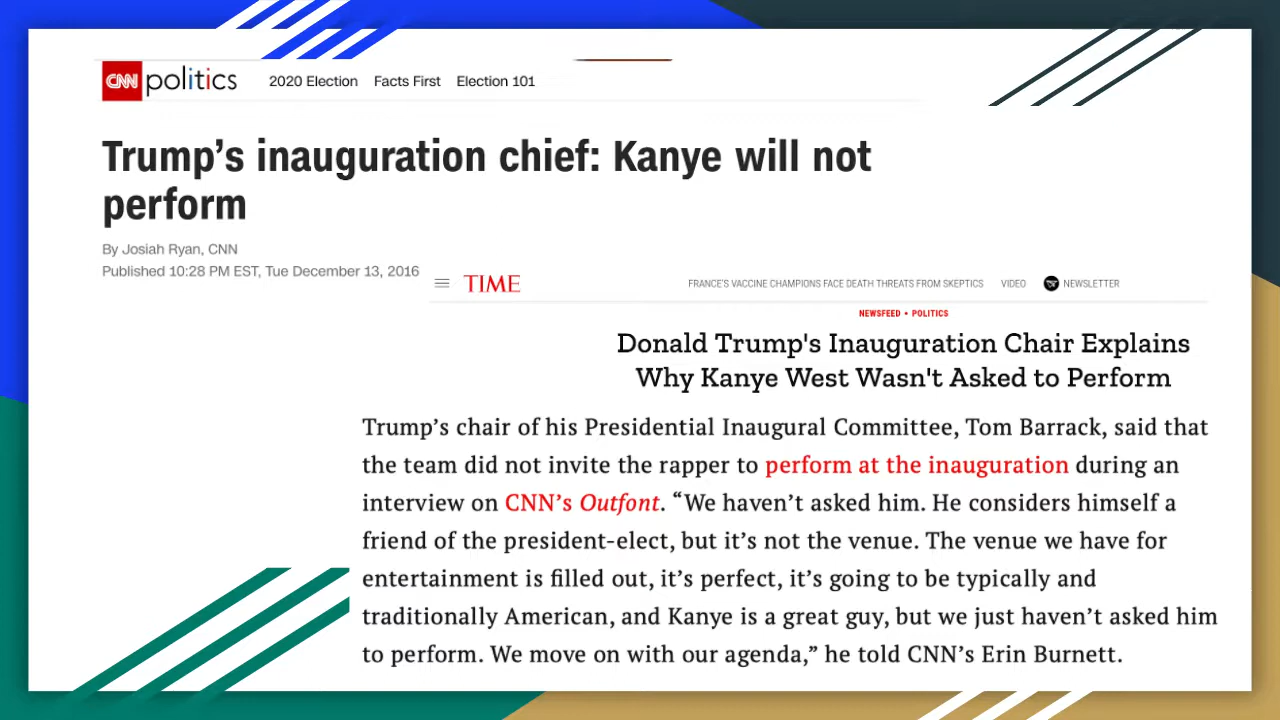 CNN politics 2020 Election Facts First Election 101
Trump's inauguration chief: Kanye will not
perform
By Josiah Ryan, CNN
Published 10:28 PM EST, Tue December 13, 2016
TIME FRANCE'S VACCINE CHAMPIONS FACE DEATH THREATS FROM SKEPTICS VIDEO NEWSLETTER
NEWSFEED • POLITICS
Donald Trump's Inauguration Chair Explains
Why Kanye West Wasn't Asked to Perform
Trump's chair of his Presidential Inaugural Committee, Tom Barrack, said that
the team did not invite the rapper to perform at the inauguration during an
interview on CNN's Outfont. “We haven't asked him. He considers himself a
friend of the president-elect, but it's not the venue. The venue we have for
entertainment is filled out, it's perfect, it's going to be typically and
traditionally American, and Kanye is a great guy, but we just haven't asked him
to perform. We move on with our agenda,” he told CNN's Erin Burnett.